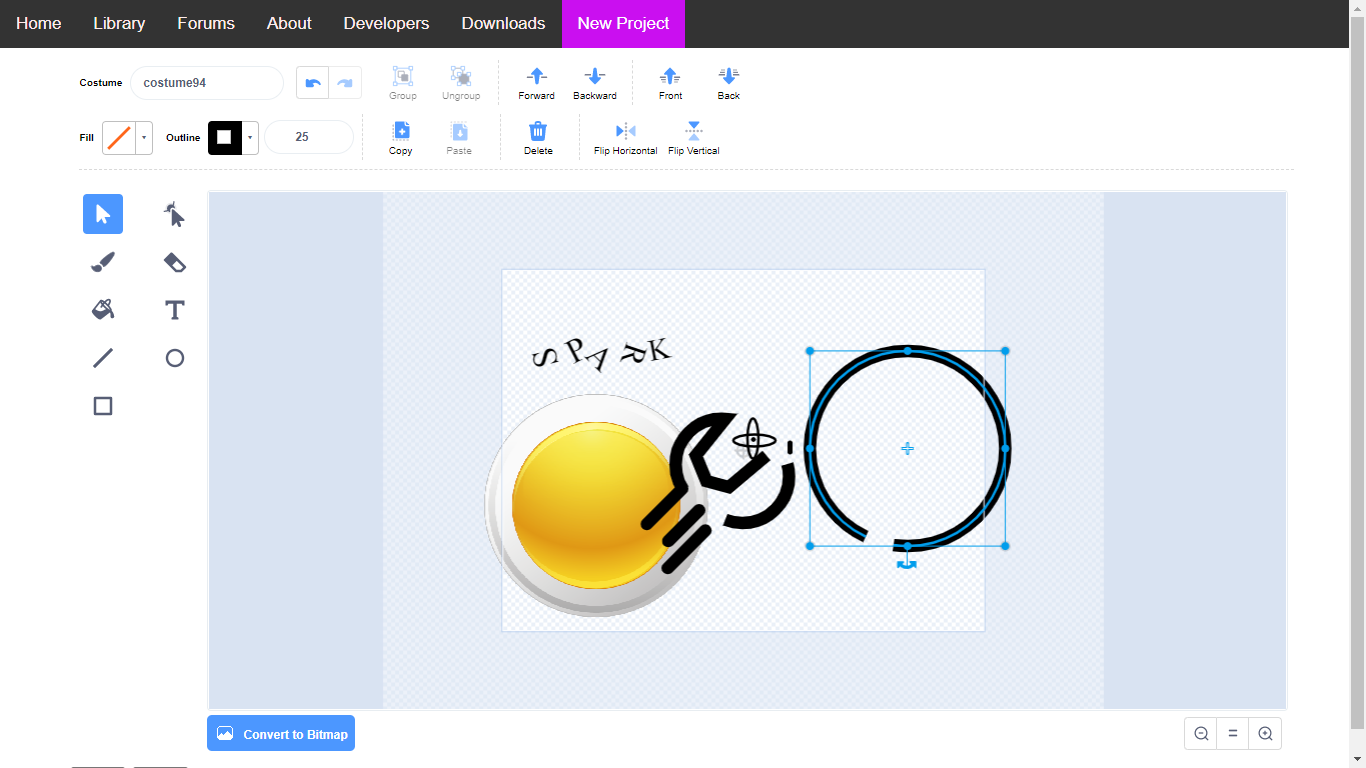 Home Library Forums About Developers Downloads New Project
Costume costume94 Group Ungroup Forward Backward Front Back
Fill Outline 25 Copy Paste Delete Flip Horizontal Flip Vertical
SPARK
Convert to Bitmap